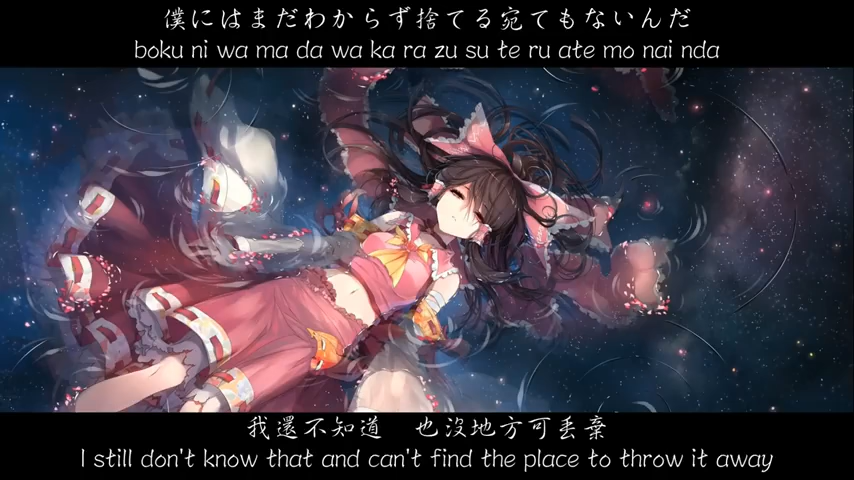 僕にはまだわからず捨てる宛てもないんだ
boku ni wa ma da wa ka ra zu su te ru ate mo nai nda
我還不知道　也沒地方可丟棄
I still don't know that and can't find the place to throw it away